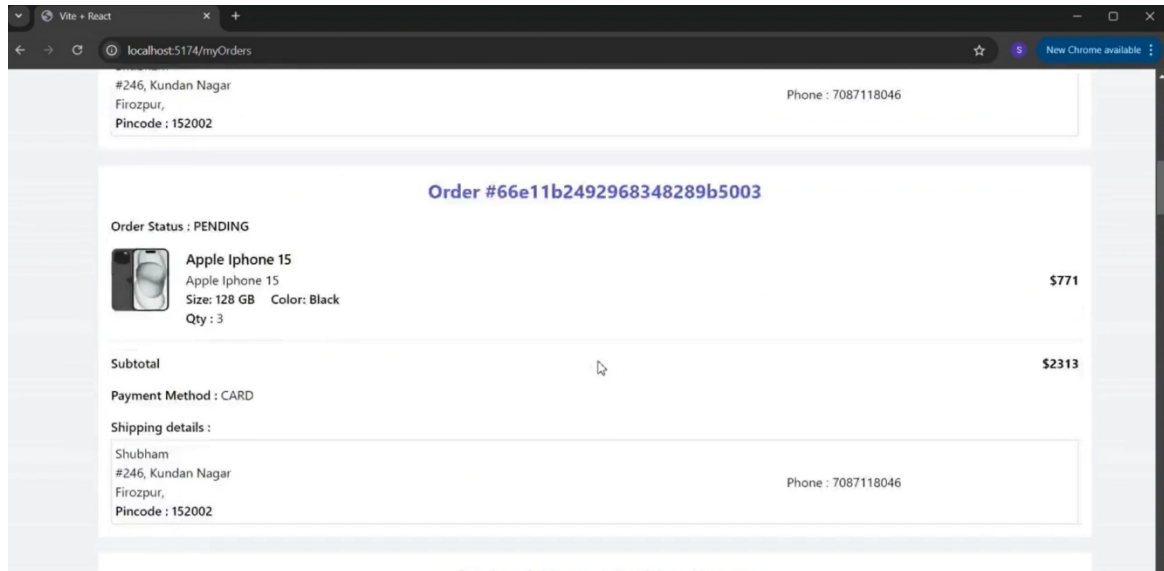 Vite + React
localhost:5174/myOrders
S
New Chrome available
#246, Kundan Nagar
Firozpur,
Pincode : 152002
Phone : 7087118046
Order #66e11b2492968348289b5003
Order Status : PENDING
Apple Iphone 15
Apple Iphone 15
$771
Size: 128 GB Color: Black
Qty : 3
Subtotal $2313
Payment Method : CARD
Shipping details :
Shubham
#246, Kundan Nagar
Firozpur,
Pincode : 152002
Phone : 7087118046